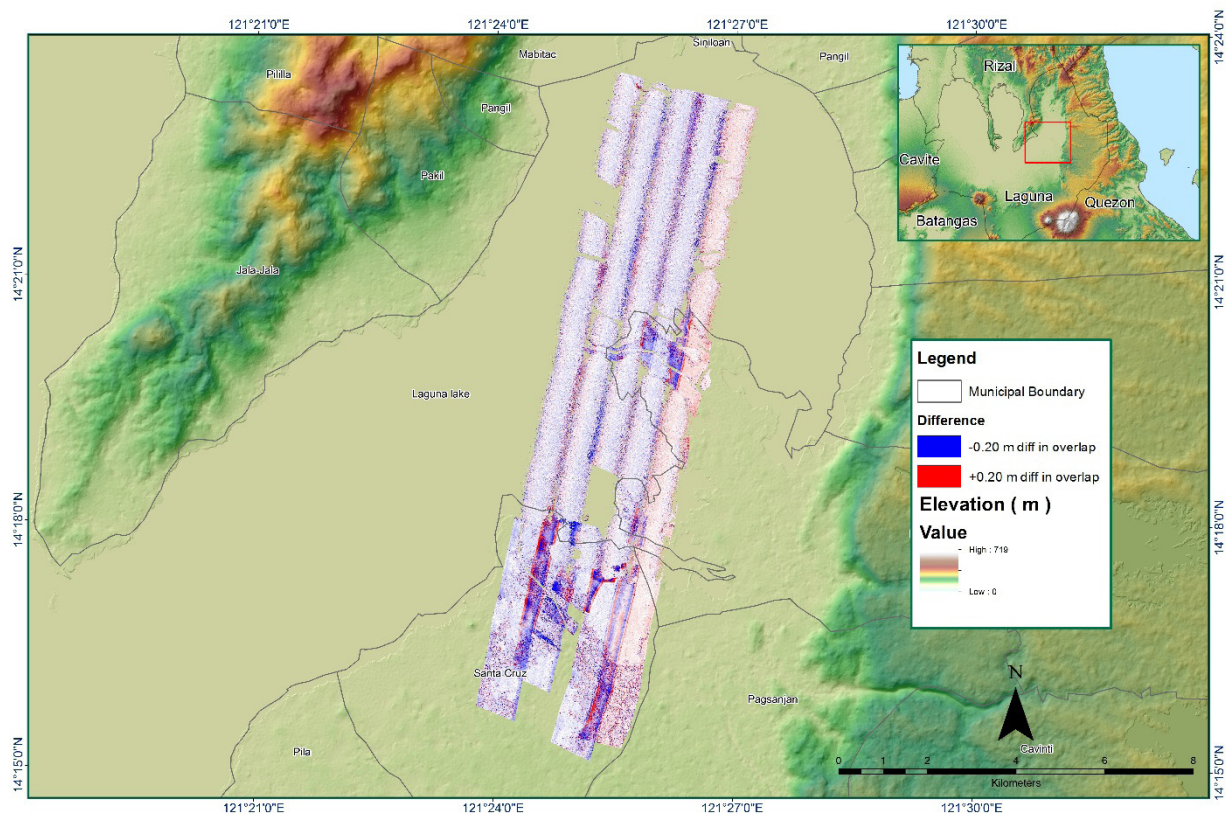 121°21'0"E 121°24'0"E 121°27'0"E 121°30'0"E
14°24'0"N
14°24'0"N
Mabitac
Siniloan
Pangil
Pililla
Pangil
Pakil
Jala-Jala
Rizal
Cavite
Laguna
Quezon
Batangas
14°21'0"N
14°21'0"N
Laguna lake
Legend
Municipal Boundary
Difference
-0.20 m diff in overlap
+0.20 m diff in overlap
Elevation ( m )
Value
High : 719
Low : 0
14°18'0"N
14°18'0"N
Santa Cruz
Pagsanjan
Pila
N
Cavinti
0 1 2 4 6 8
Kilometers
14°15'0"N
14°15'0"N
121°21'0"E 121°24'0"E 121°27'0"E 121°30'0"E